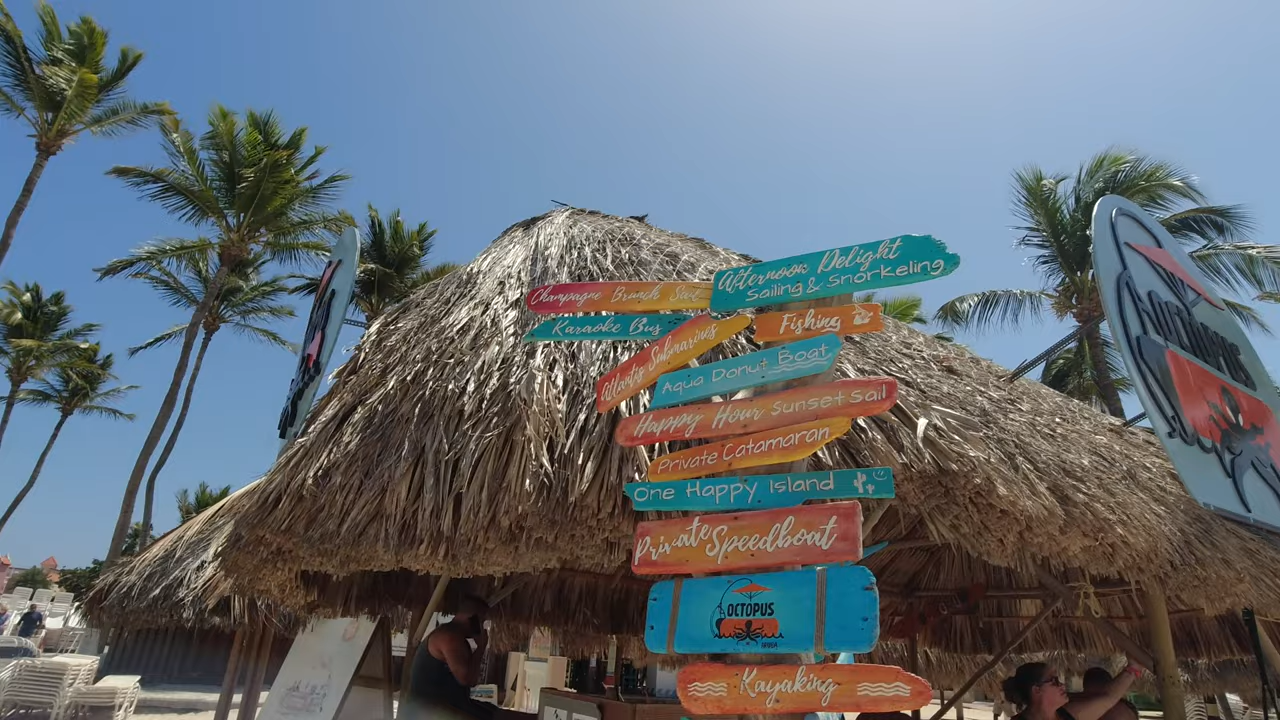 Afternoon Delight
Sailing & Snorkeling
Champagne Brunch Sail
Karaoke Bus
Fishing
Atlantis Submarines
Aqua Donut Boat
Happy Hour Sunset Sail
Private Catamaran
One Happy Island
Private Speedboat
OCTOPUS
ARUBA
Kayaking
OCTOPUS